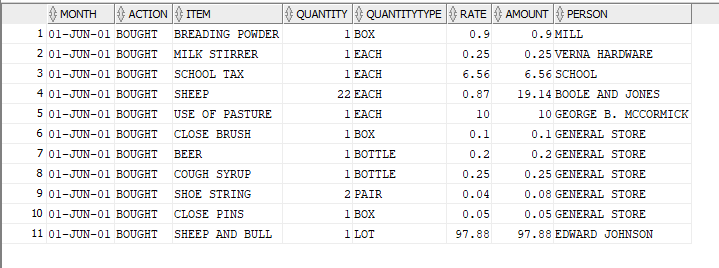 MONTH ACTION ITEM QUANTITY QUANTITYTYPE RATE AMOUNT PERSON
1 01-JUN-01 BOUGHT BREADING POWDER 1 BOX 0.9 0.9 MILL
2 01-JUN-01 BOUGHT MILK STIRRER 1 EACH 0.25 0.25 VERNA HARDWARE
3 01-JUN-01 BOUGHT SCHOOL TAX 1 EACH 6.56 6.56 SCHOOL
4 01-JUN-01 BOUGHT SHEEP 22 EACH 0.87 19.14 BOOLE AND JONES
5 01-JUN-01 BOUGHT USE OF PASTURE 1 EACH 10 10 GEORGE B. MCCORMICK
6 01-JUN-01 BOUGHT CLOSE BRUSH 1 BOX 0.1 0.1 GENERAL STORE
7 01-JUN-01 BOUGHT BEER 1 BOTTLE 0.2 0.2 GENERAL STORE
8 01-JUN-01 BOUGHT COUGH SYRUP 1 BOTTLE 0.25 0.25 GENERAL STORE
9 01-JUN-01 BOUGHT SHOE STRING 2 PAIR 0.04 0.08 GENERAL STORE
10 01-JUN-01 BOUGHT CLOSE PINS 1 BOX 0.05 0.05 GENERAL STORE
11 01-JUN-01 BOUGHT SHEEP AND BULL 1 LOT 97.88 97.88 EDWARD JOHNSON